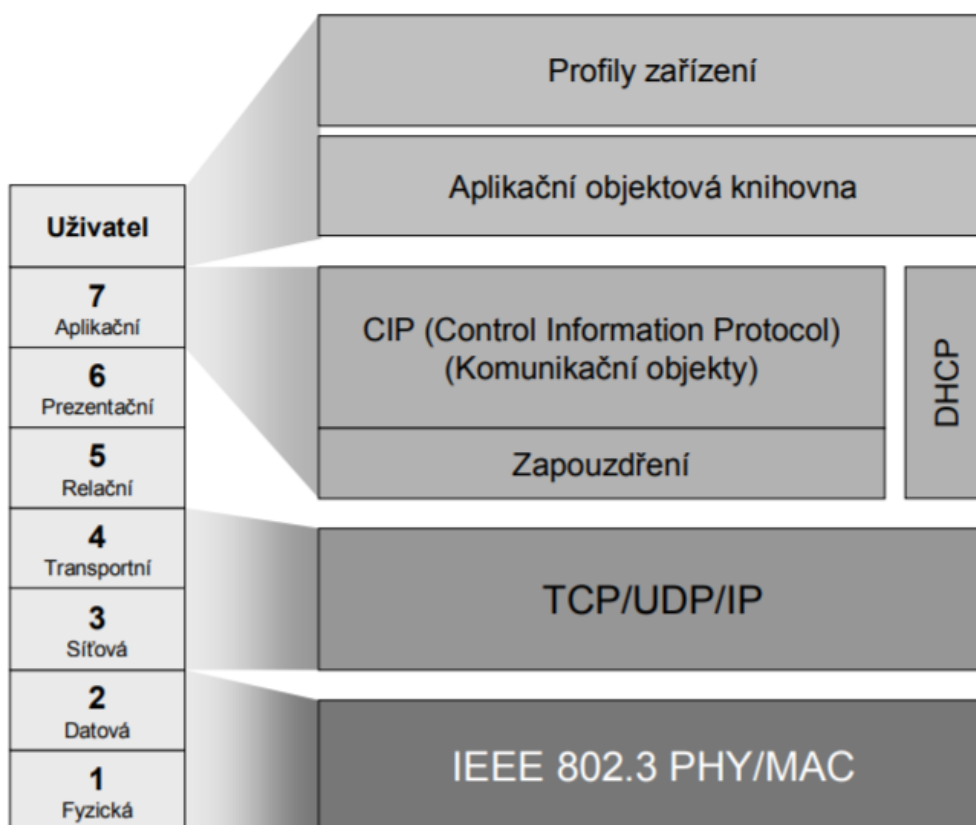 Profily zařízení
Aplikační objektová knihovna
Uživatel
7
Aplikační
6
Prezentační
5
Relační
4
Transportní
3
Síťová
2
Datová
1
Fyzická
CIP (Control Information Protocol)
(Komunikační objekty)
Zapouzdření
DHCP
TCP/UDP/IP
IEEE 802.3 PHY/MAC